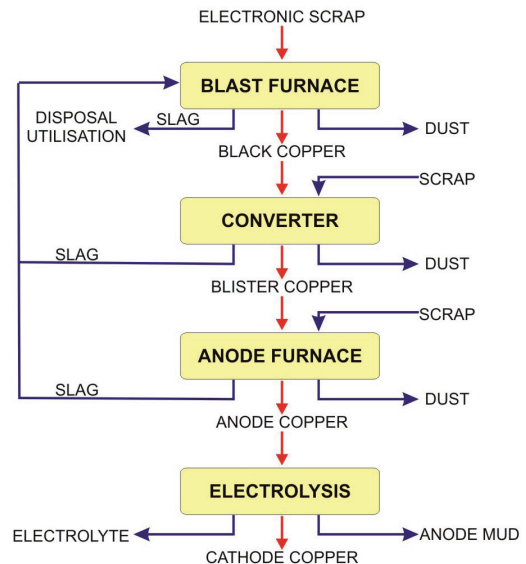 ELECTRONIC SCRAP
BLAST FURNACE
SLAG
DISPOSAL
UTILISATION
DUST
BLACK COPPER
SCRAP
CONVERTER
SLAG
DUST
BLISTER COPPER
SCRAP
ANODE FURNACE
SLAG
DUST
ANODE COPPER
ELECTROLYSIS
ELECTROLYTE
ANODE MUD
CATHODE COPPER